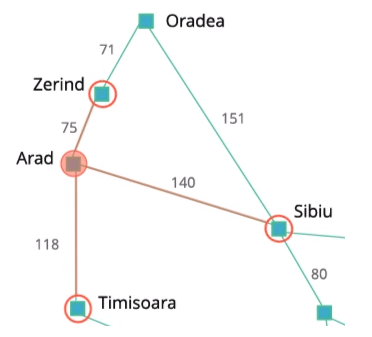 Oradea
71
Zerind
75
151
Arad
140
Sibiu
118
80
Timisoara